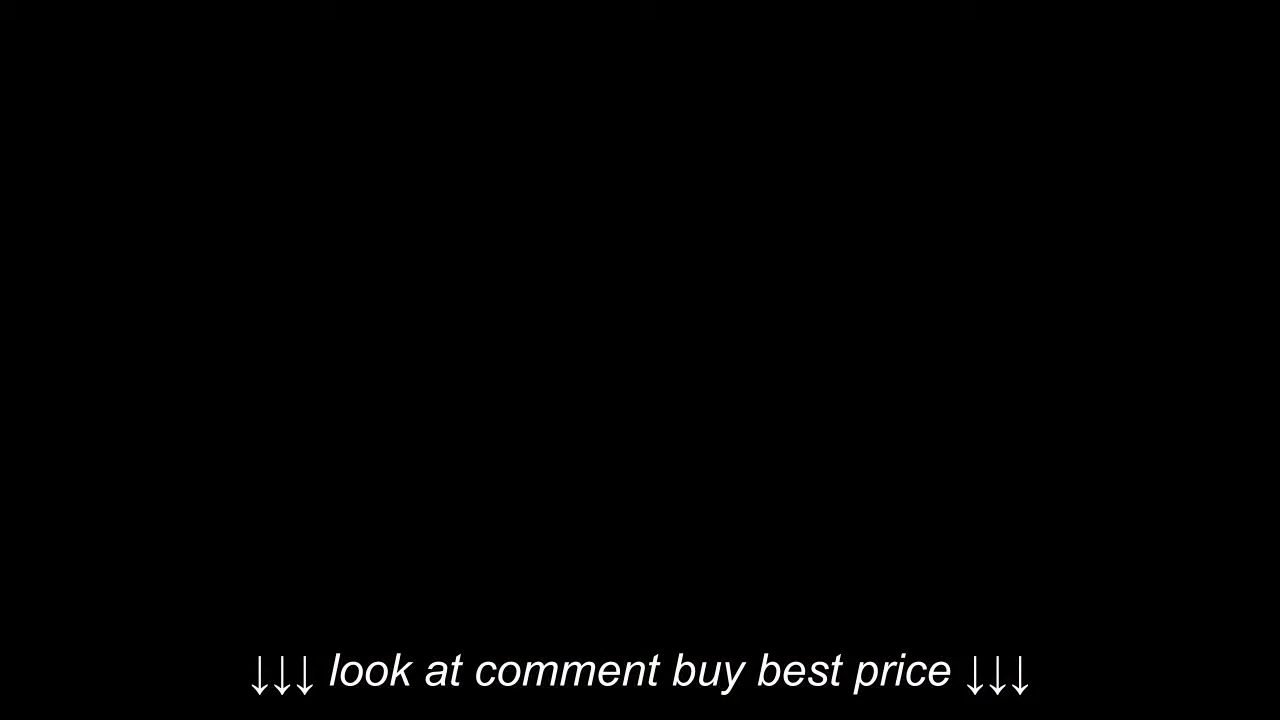 ↓↓↓ look at comment buy best price ↓↓↓